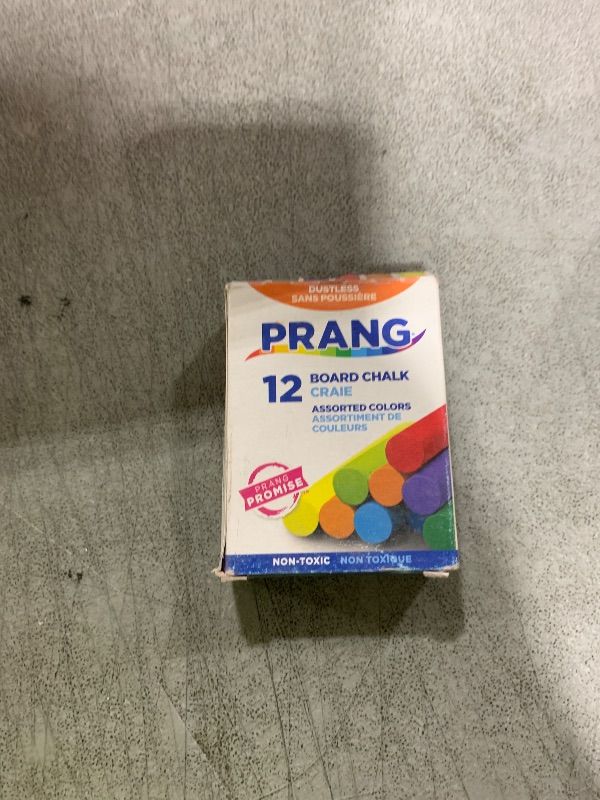 DUSTLESS
SANS POUSSIÈRE
PRANG
12 BOARD CHALK
CRAIE
ASSORTED COLORS
ASSORTIMENT DE
COULEURS
PRANG
PROMISE
NON-TOXIC NON TOXIQUE